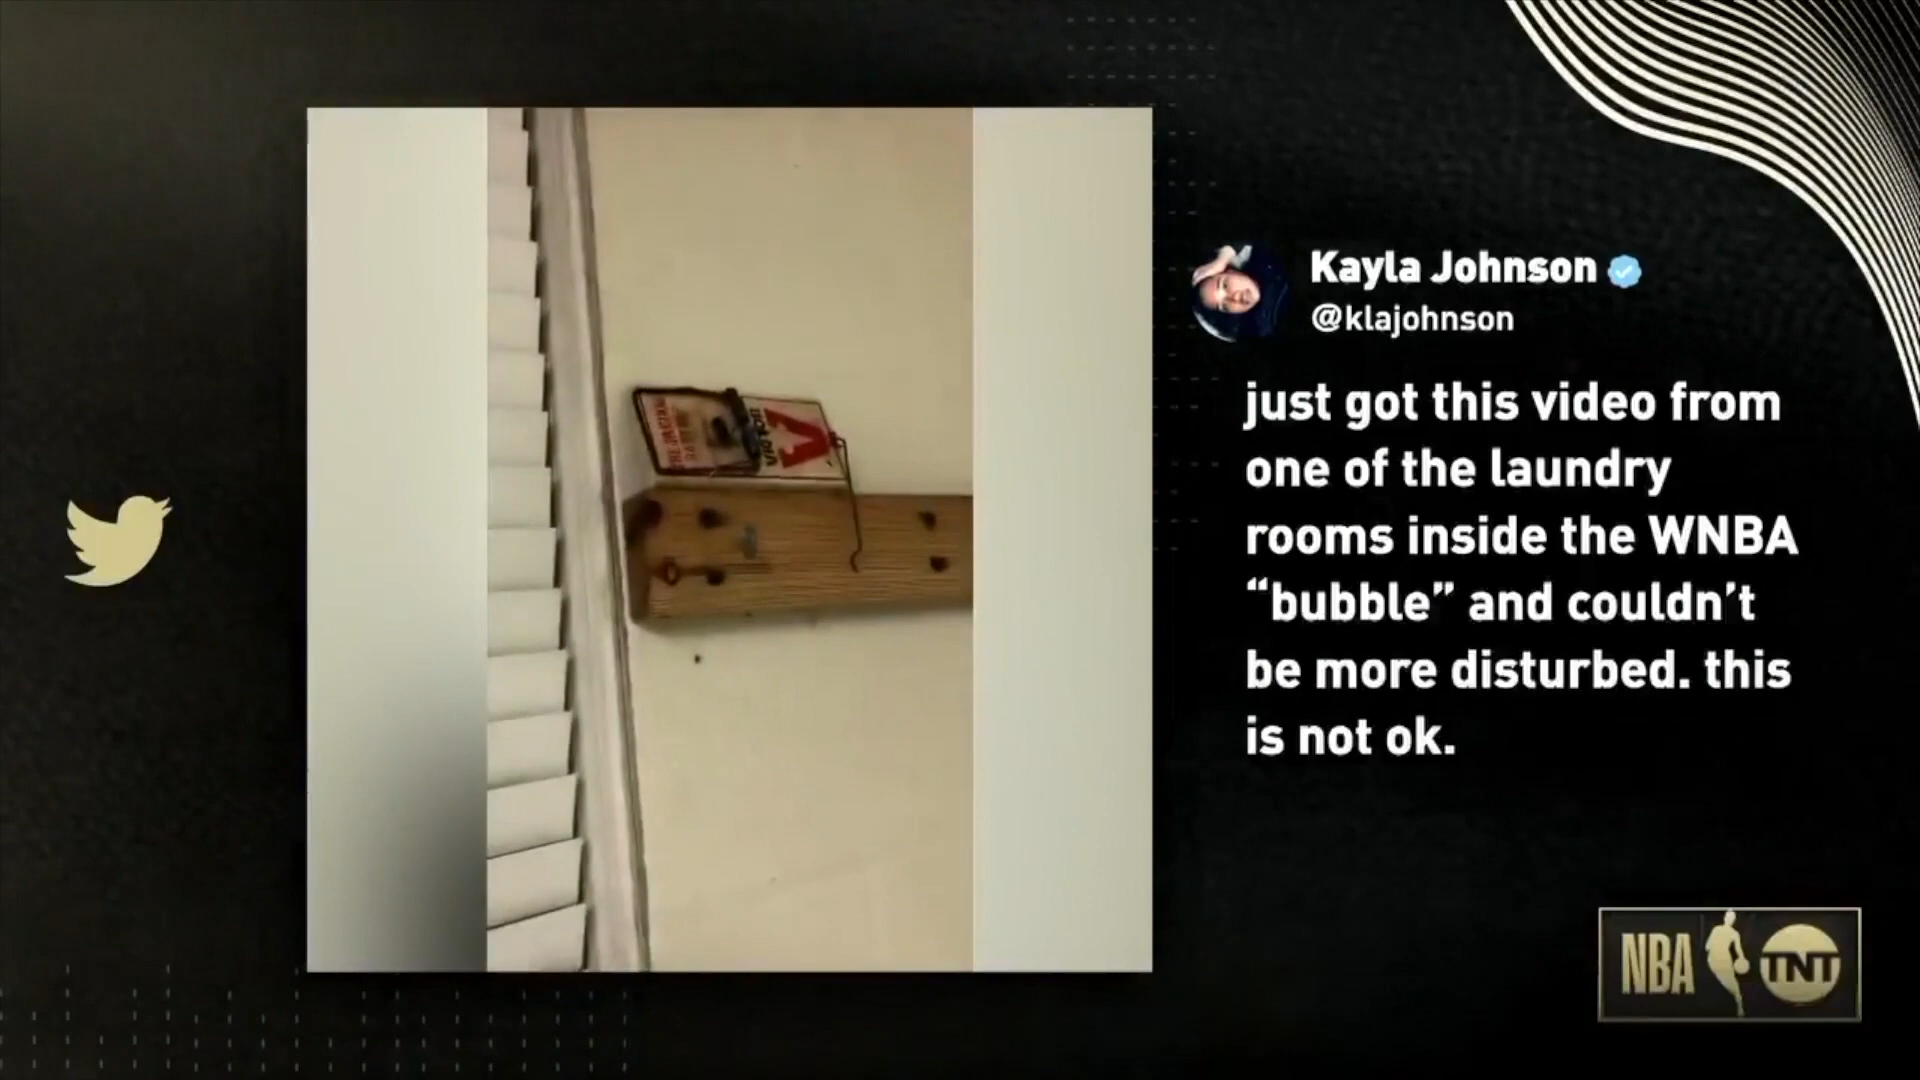 Kayla Johnson
@klajohnson
just got this video from
one of the laundry
rooms inside the WNBA
“bubble” and couldn’t
be more disturbed. this
is not ok.
VICTOR
NBA TNT